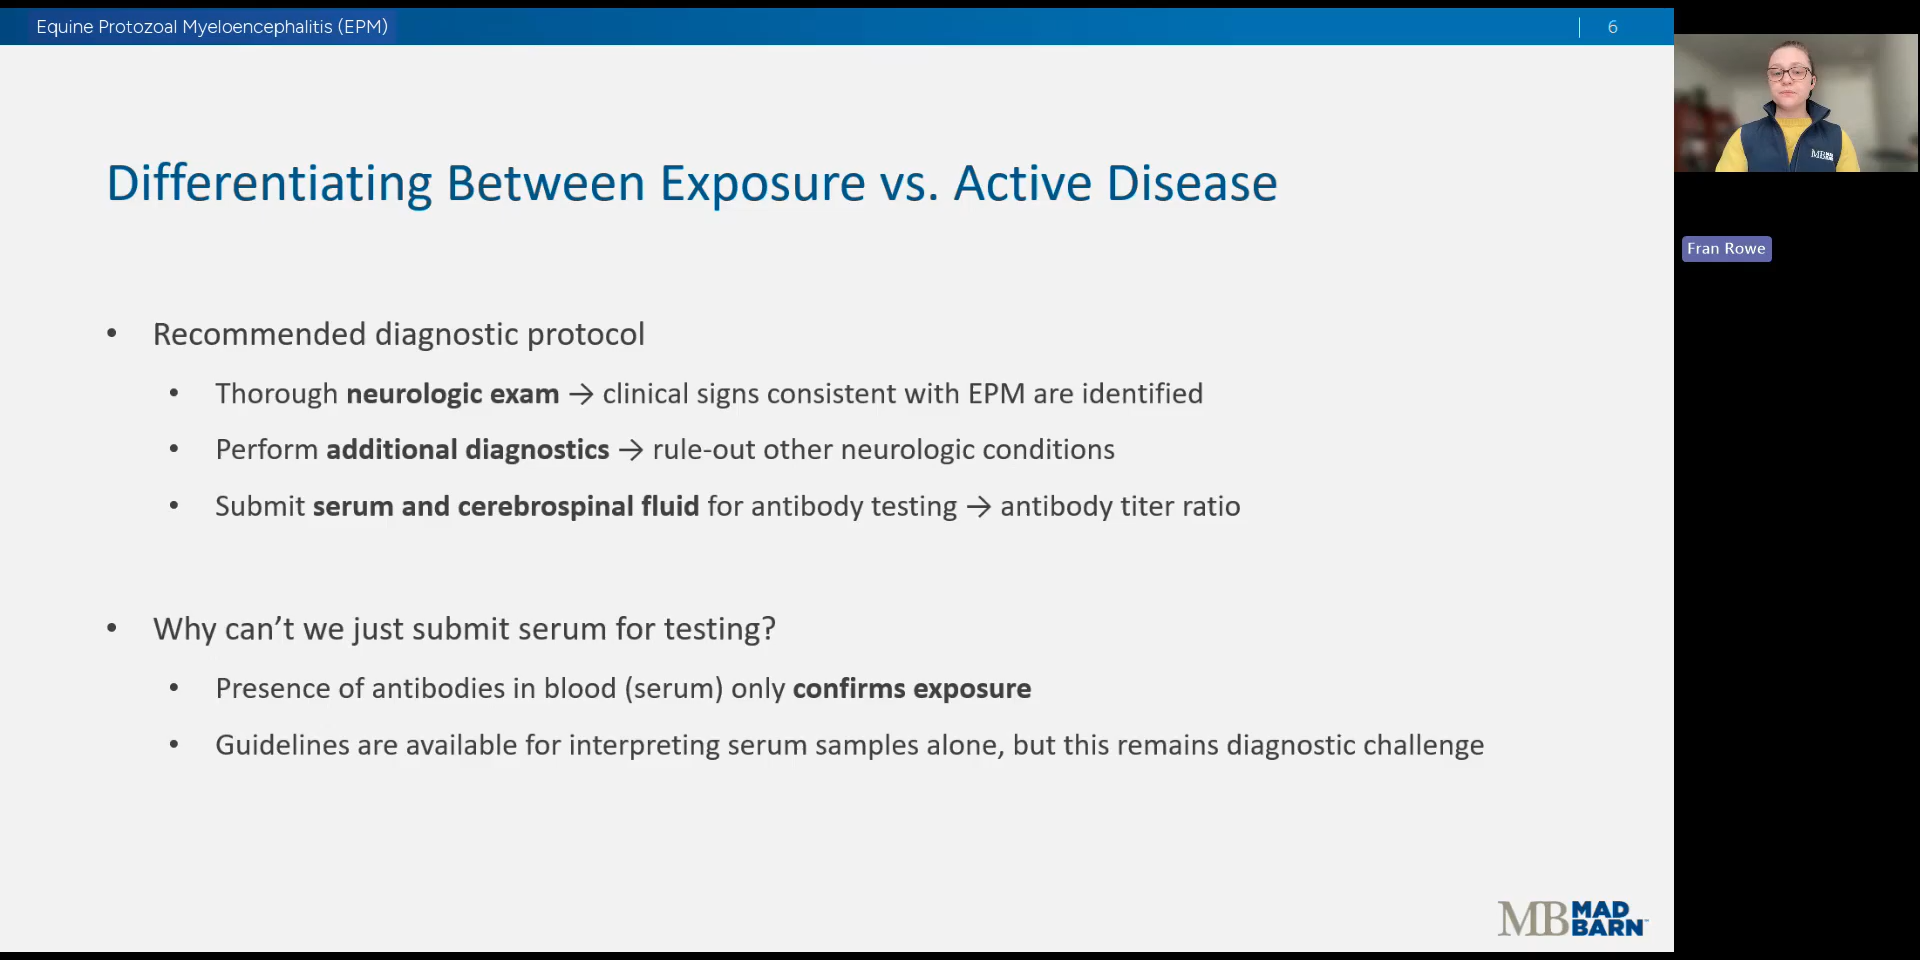 Equine Protozoal Myeloencephalitis (EPM)
6
Differentiating Between Exposure vs. Active Disease
• Recommended diagnostic protocol
• Thorough neurologic exam → clinical signs consistent with EPM are identified
• Perform additional diagnostics → rule-out other neurologic conditions
• Submit serum and cerebrospinal fluid for antibody testing → antibody titer ratio
• Why can’t we just submit serum for testing?
• Presence of antibodies in blood (serum) only confirms exposure
• Guidelines are available for interpreting serum samples alone, but this remains diagnostic challenge
MB MAD
BARN™
Fran Rowe